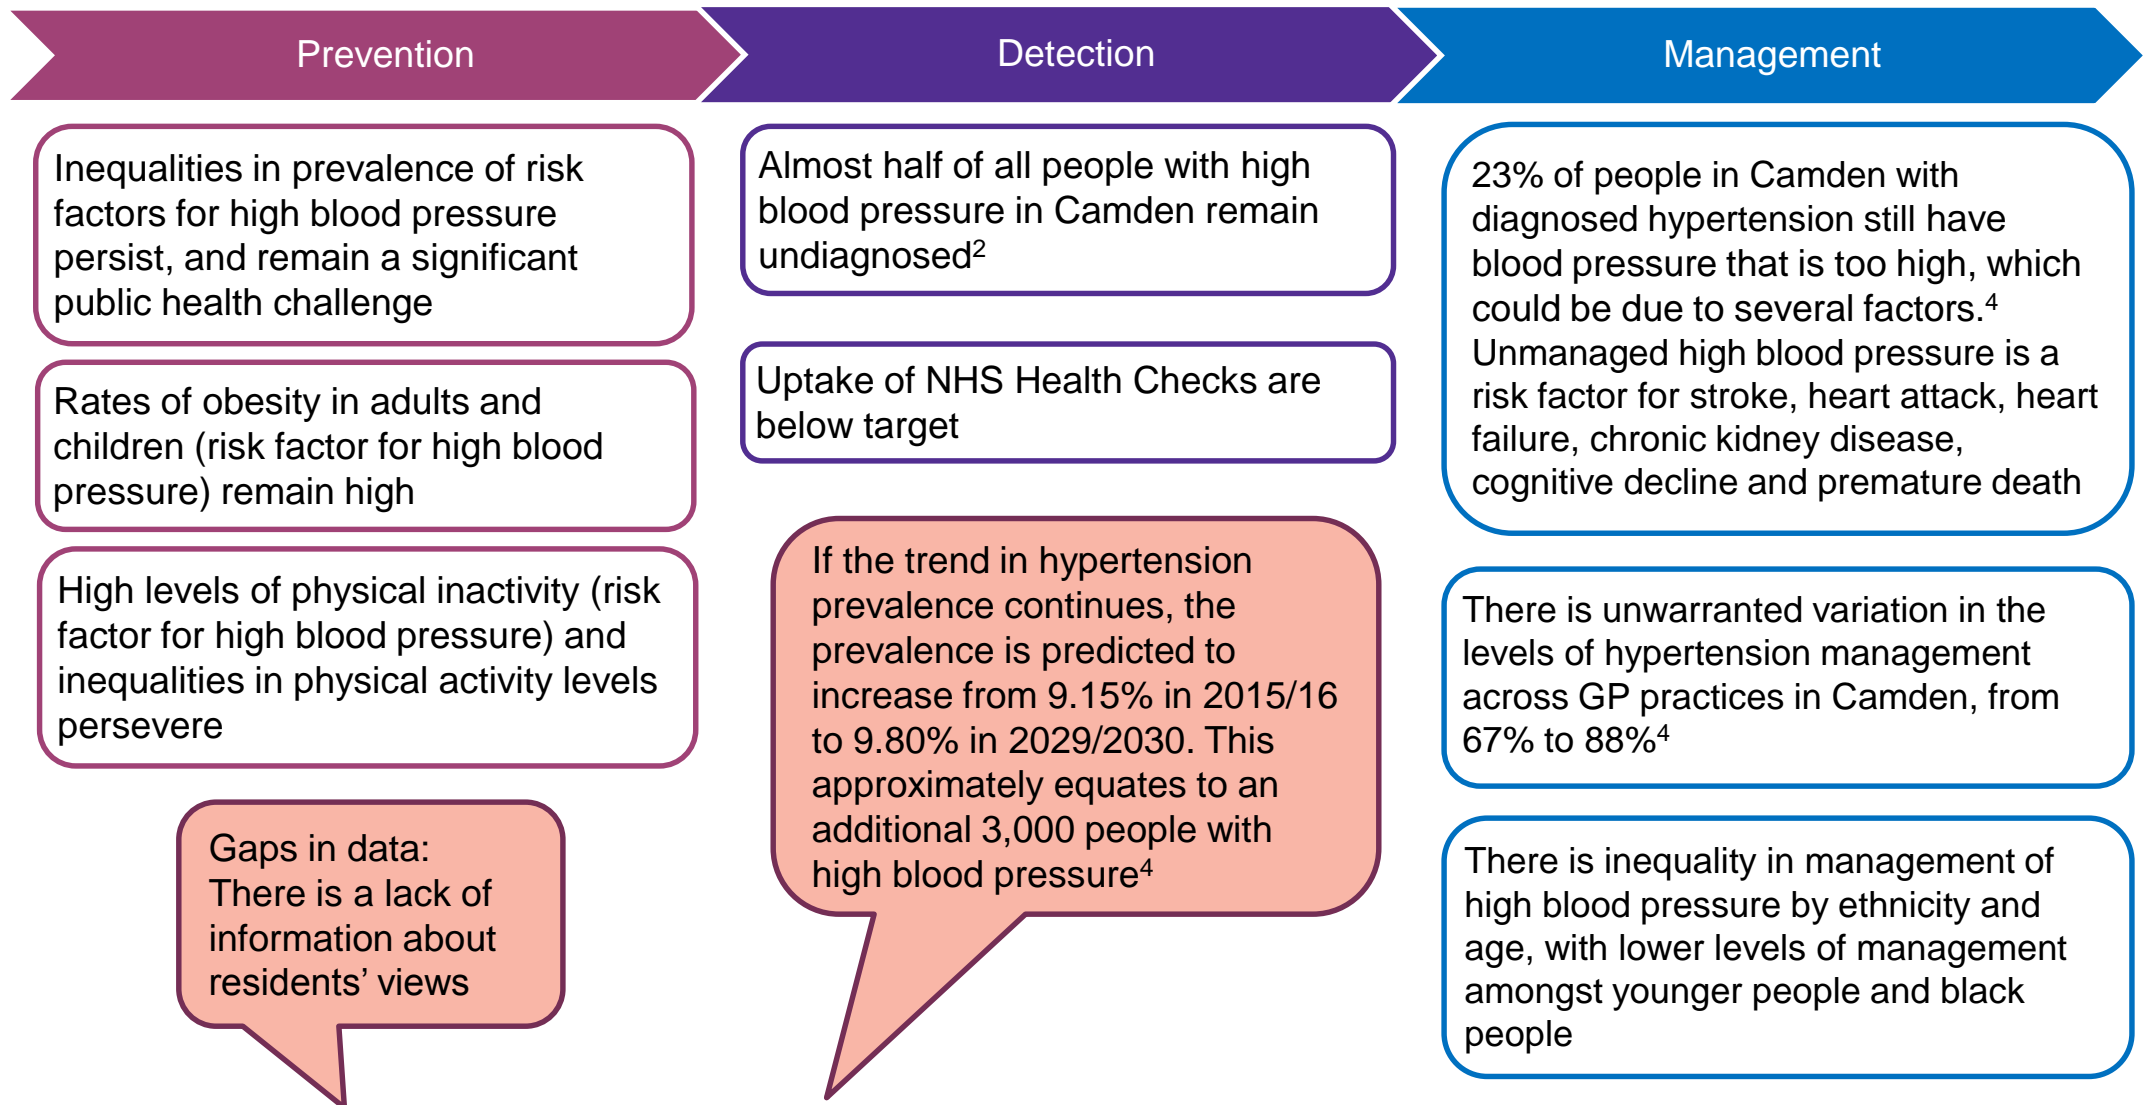 Prevention
Detection
Management
Inequalities in prevalence of risk
factors for high blood pressure
persist, and remain a significant
public health challenge
Rates of obesity in adults and
children (risk factor for high blood
pressure) remain high
High levels of physical inactivity (risk
factor for high blood pressure) and
inequalities in physical activity levels
persevere
Gaps in data:
There is a lack of
information about
residents’ views
Almost half of all people with high
blood pressure in Camden remain
undiagnosed²
Uptake of NHS Health Checks are
below target
If the trend in hypertension
prevalence continues, the
prevalence is predicted to
increase from 9.15% in 2015/16
to 9.80% in 2029/2030. This
approximately equates to an
additional 3,000 people with
high blood pressure⁴
23% of people in Camden with
diagnosed hypertension still have
blood pressure that is too high, which
could be due to several factors.⁴
Unmanaged high blood pressure is a
risk factor for stroke, heart attack, heart
failure, chronic kidney disease,
cognitive decline and premature death
There is unwarranted variation in the
levels of hypertension management
across GP practices in Camden, from
67% to 88%⁴
There is inequality in management of
high blood pressure by ethnicity and
age, with lower levels of management
amongst younger people and black
people